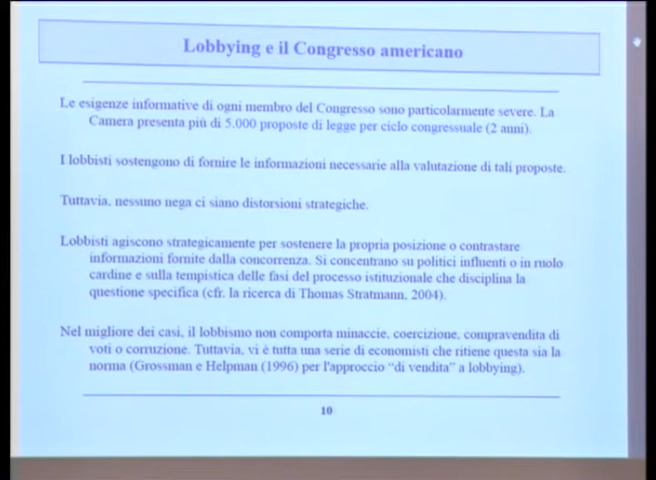 Lobbying e il Congresso americano
Le esigenze informative di ogni membro del Congresso sono particolarmente severe. La
Camera presenta più di 5.000 proposte di legge per ciclo congressuale (2 anni).
I lobbisti sostengono di fornire le informazioni necessarie alla valutazione di tali proposte.
Tuttavia, nessuno nega ci siano distorsioni strategiche.
Lobbisti agiscono strategicamente per sostenere la propria posizione o contrastare
informazioni fornite dalla concorrenza. Si concentrano su politici influenti o in ruolo
cardine e sulla tempistica delle fasi del processo istituzionale che disciplina la
questione specifica (cfr. la ricerca di Thomas Stratmann, 2004).
Nel migliore dei casi, il lobbismo non comporta minaccie, coercizione, compravendita di
voti o corruzione. Tuttavia, vi è tutta una serie di economisti che ritiene questa sia la
norma (Grossman e Helpman (1996) per l'approccio “di vendita” a lobbying).
10